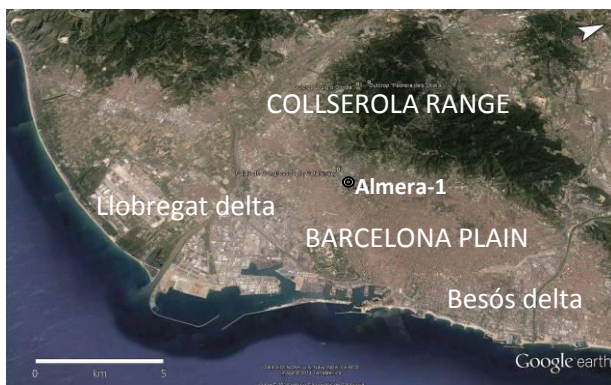 COLLSEROLA RANGE
Almera-1
Llobregat delta
BARCELONA PLAIN
Besós delta
0
km
5
Google earth